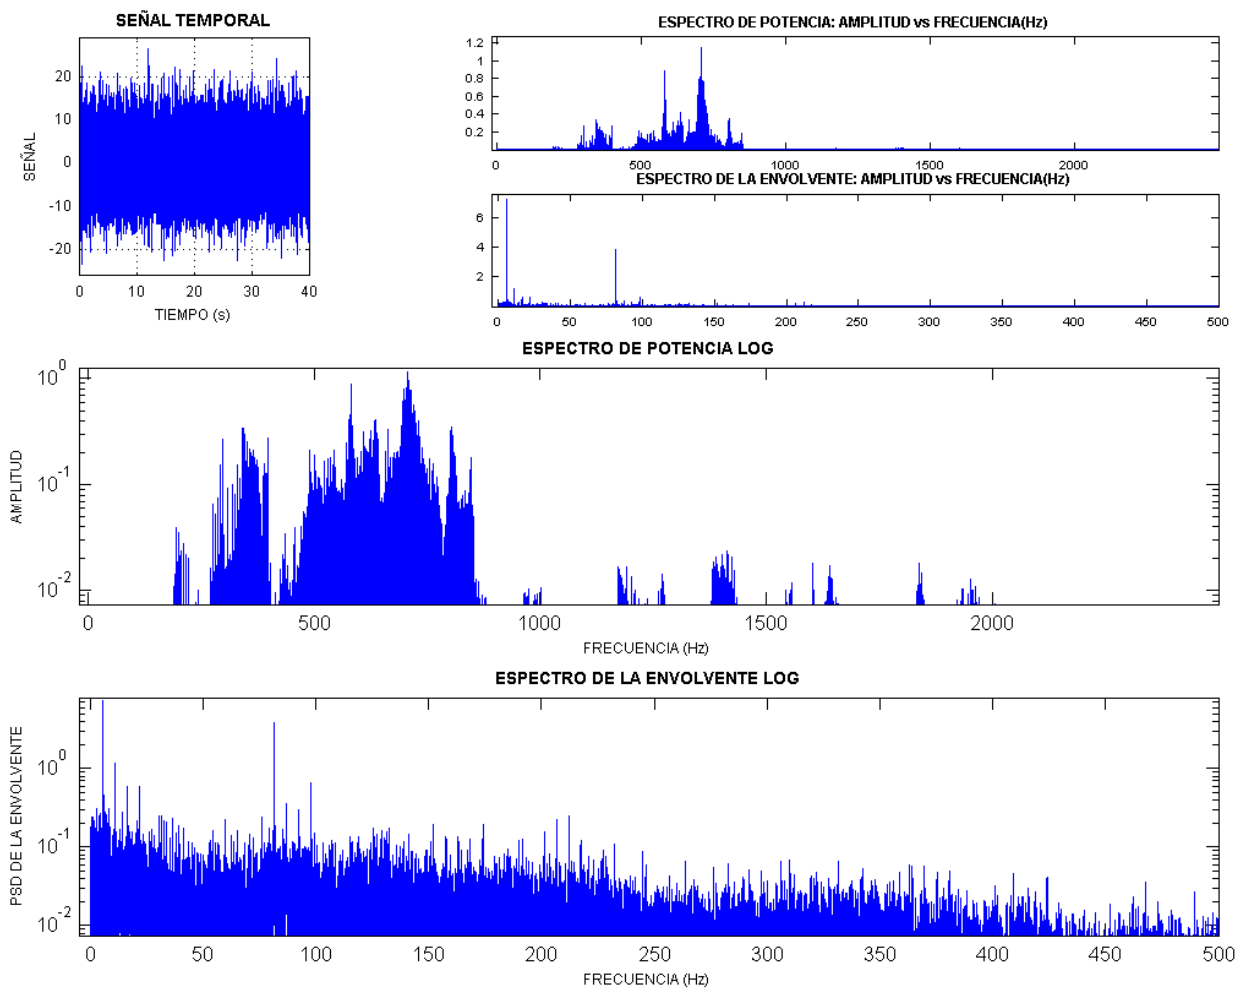 SEÑAL TEMPORAL
20
10
0
-10
-20
SEÑAL
0 10 20 30 40
TIEMPO (s)
ESPECTRO DE POTENCIA: AMPLITUD vs FRECUENCIA(Hz)
1.2
1
0.8
0.6
0.4
0.2
0 500 1000 1500 2000
ESPECTRO DE LA ENVOLVENTE: AMPLITUD vs FRECUENCIA(Hz)
6
4
2
0 50 100 150 200 250 300 350 400 450 500
ESPECTRO DE POTENCIA LOG
10^0
10^-1
10^-2
AMPLITUD
0 500 1000 1500 2000
FRECUENCIA (Hz)
ESPECTRO DE LA ENVOLVENTE LOG
10^0
10^-1
10^-2
PSD DE LA ENVOLVENTE
0 50 100 150 200 250 300 350 400 450 500
FRECUENCIA (Hz)